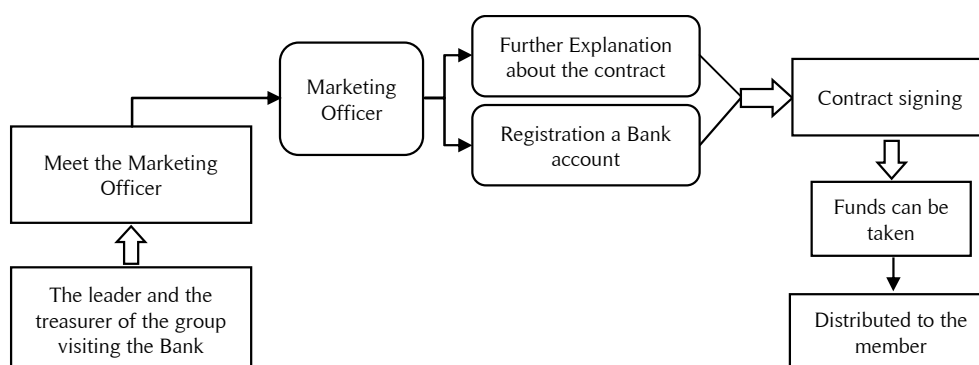 The leader and the
treasurer of the group
visiting the Bank
Meet the Marketing
Officer
Marketing
Officer
Further Explanation
about the contract
Registration a Bank
account
Contract signing
Funds can be
taken
Distributed to the
member